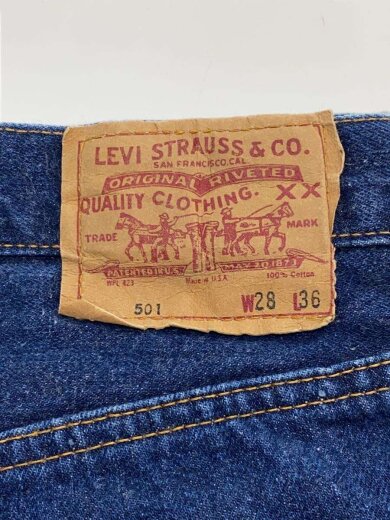 LEVI STRAUSS & CO.
SAN FRANCISCO, CAL.
ORIGINAL RIVETED
QUALITY CLOTHING. XX
TRADE MARK
PATENTED IN U.S. MAY 20 1873
WPL 423 Made in U.S.A. 100% Cotton
501 W28 L36